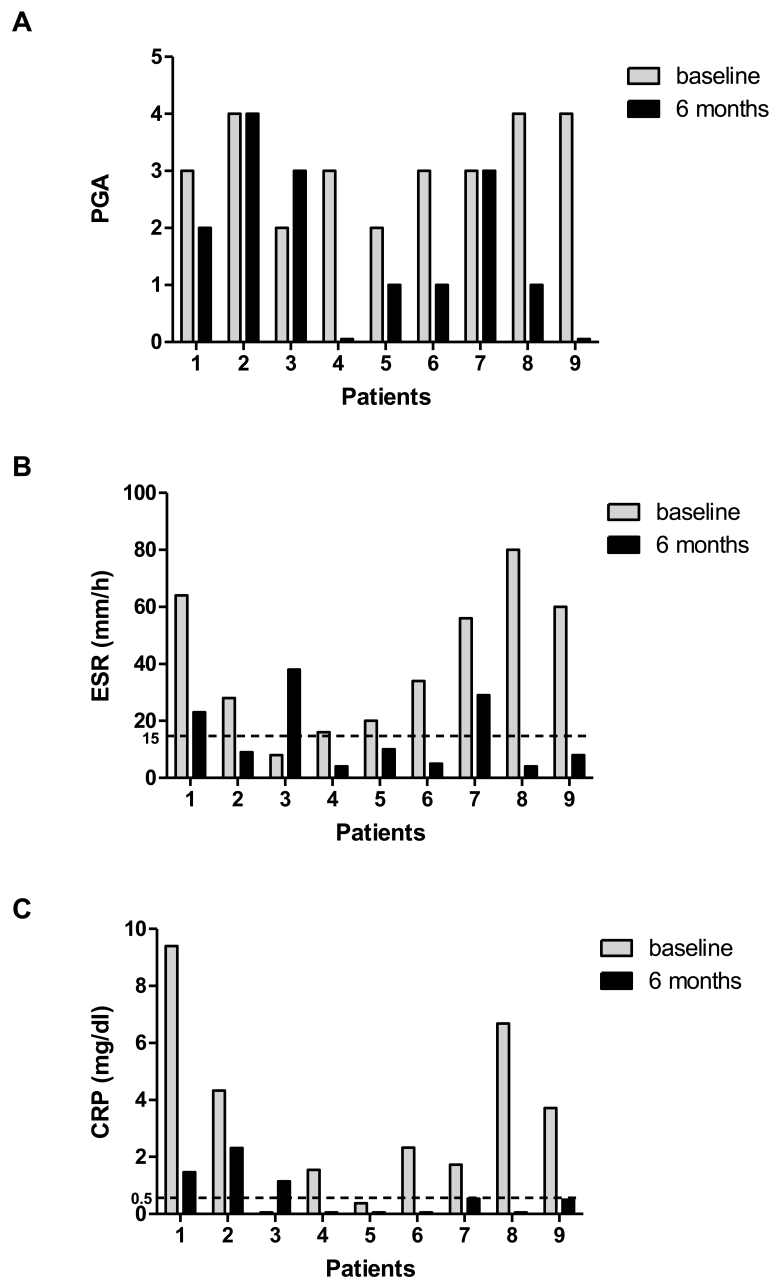 A
5
4
3
2
1
0
PGA
baseline
6 months
1 2 3 4 5 6 7 8 9
Patients
B
100
80
60
40
20
15
0
ESR (mm/h)
baseline
6 months
1 2 3 4 5 6 7 8 9
Patients
C
10
8
6
4
2
0.5
0
CRP (mg/dl)
baseline
6 months
1 2 3 4 5 6 7 8 9
Patients